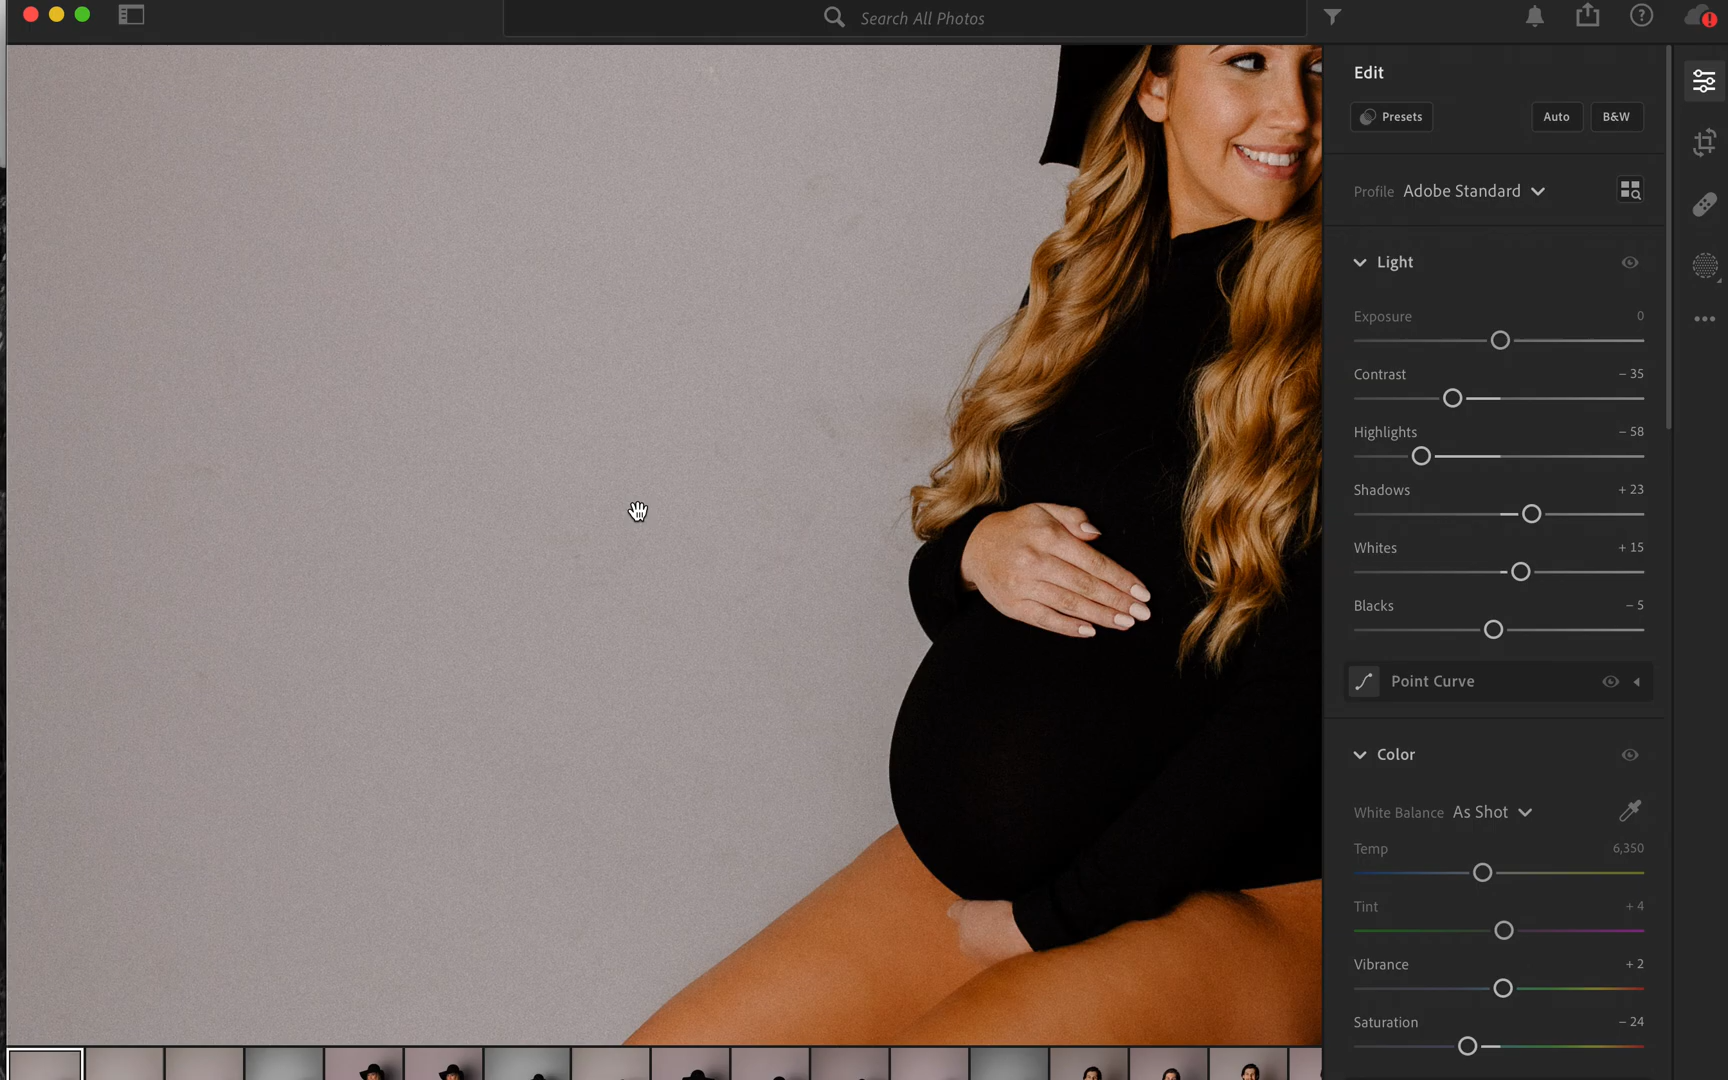 Search All Photos
Edit
Presets
Auto
B&W
Profile Adobe Standard
Light
Exposure 0
Contrast – 35
Highlights – 58
Shadows + 23
Whites + 15
Blacks – 5
Point Curve
Color
White Balance As Shot
Temp 6,350
Tint + 4
Vibrance + 2
Saturation – 24